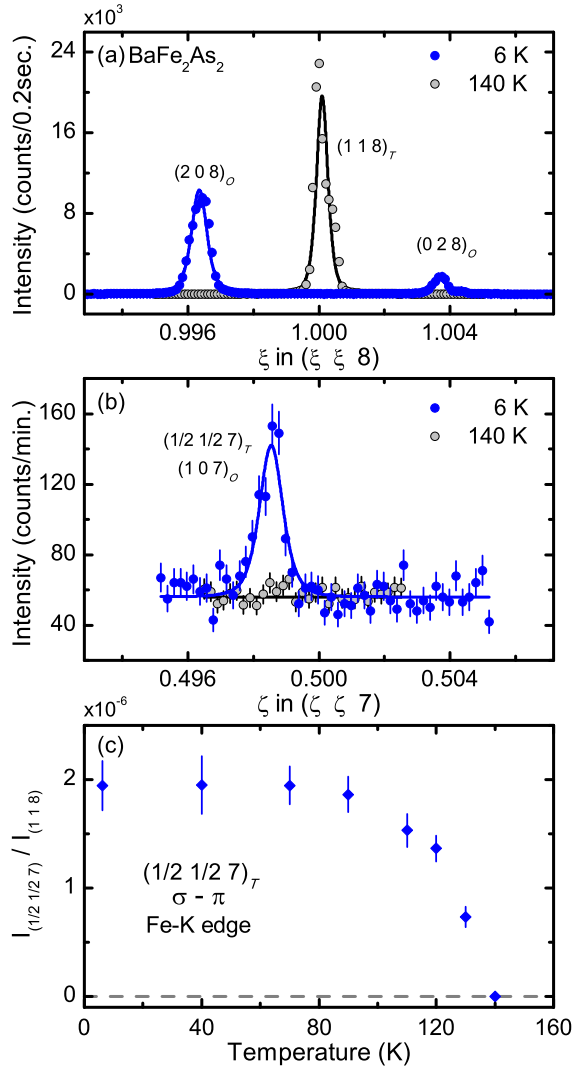 x10³
(a) BaFe₂As₂
6 K
140 K
24
18
12
6
0
(2 0 8)O
(1 1 8)T
(0 2 8)O
Intensity (counts/0.2sec.)
0.996 1.000 1.004
ξ in (ξ ξ 8)
(b)
6 K
140 K
160
120
80
40
(1/2 1/2 7)T
(1 0 7)O
Intensity (counts/min.)
0.496 0.500 0.504
ζ in (ζ ζ 7)
x10⁻⁶
(c)
2
1
0
I(1/2 1/2 7) / I(1 1 8)
(1/2 1/2 7)T
σ - π
Fe-K edge
0 40 80 120 160
Temperature (K)